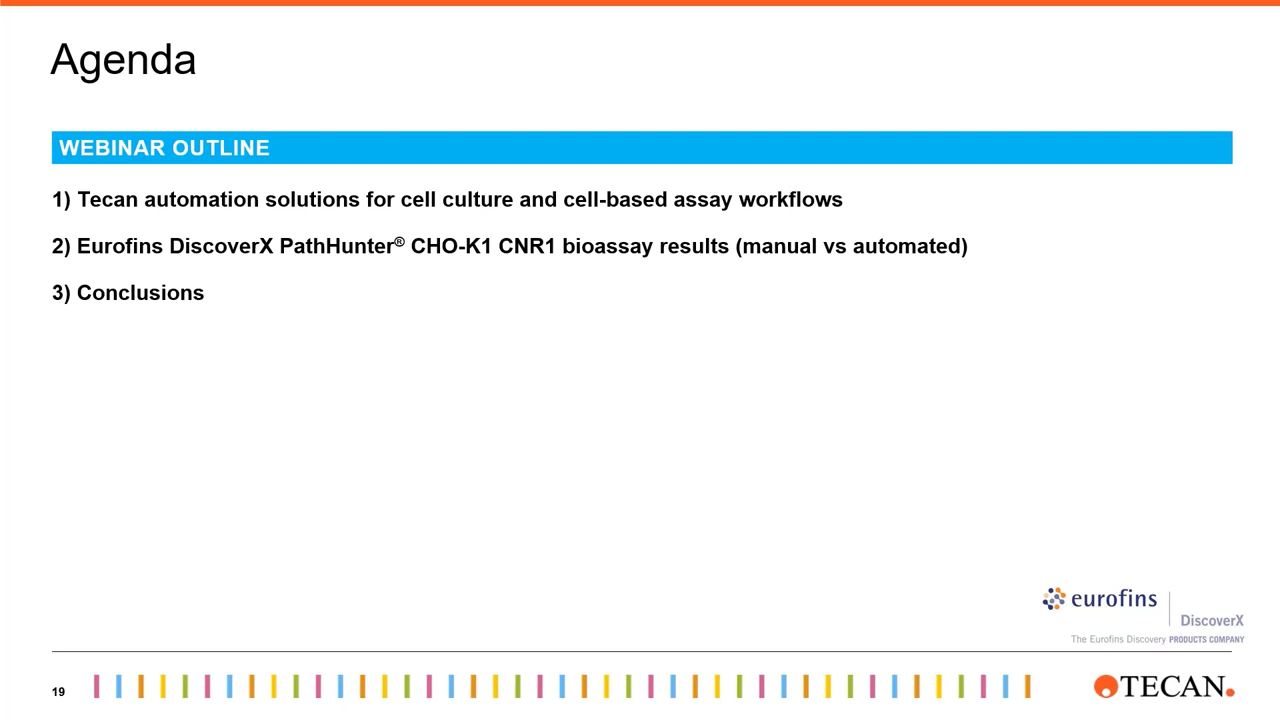 Agenda
WEBINAR OUTLINE
1) Tecan automation solutions for cell culture and cell-based assay workflows
2) Eurofins DiscoverX PathHunter® CHO-K1 CNR1 bioassay results (manual vs automated)
3) Conclusions
eurofins
DiscoverX
The Eurofins Discovery PRODUCTS COMPANY
19
TECAN.